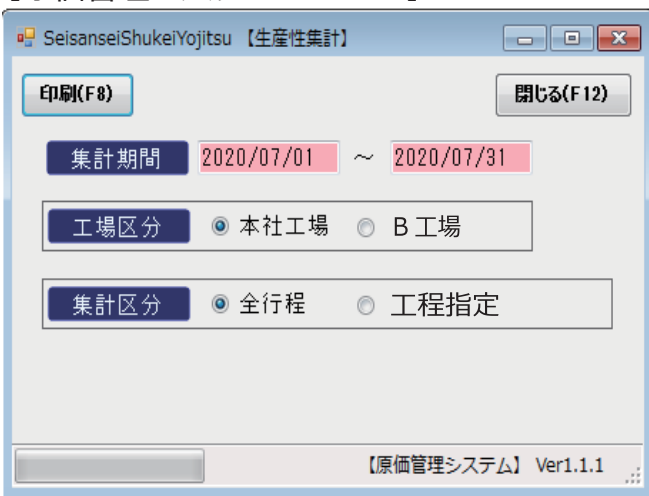 SeisanseiShukeiYojitsu 【生産性集計】
印刷(F8) 閉じる(F12)
集計期間 2020/07/01 ～ 2020/07/31
工場区分 本社工場 B工場
集計区分 全行程 工程指定
【原価管理システム】 Ver1.1.1